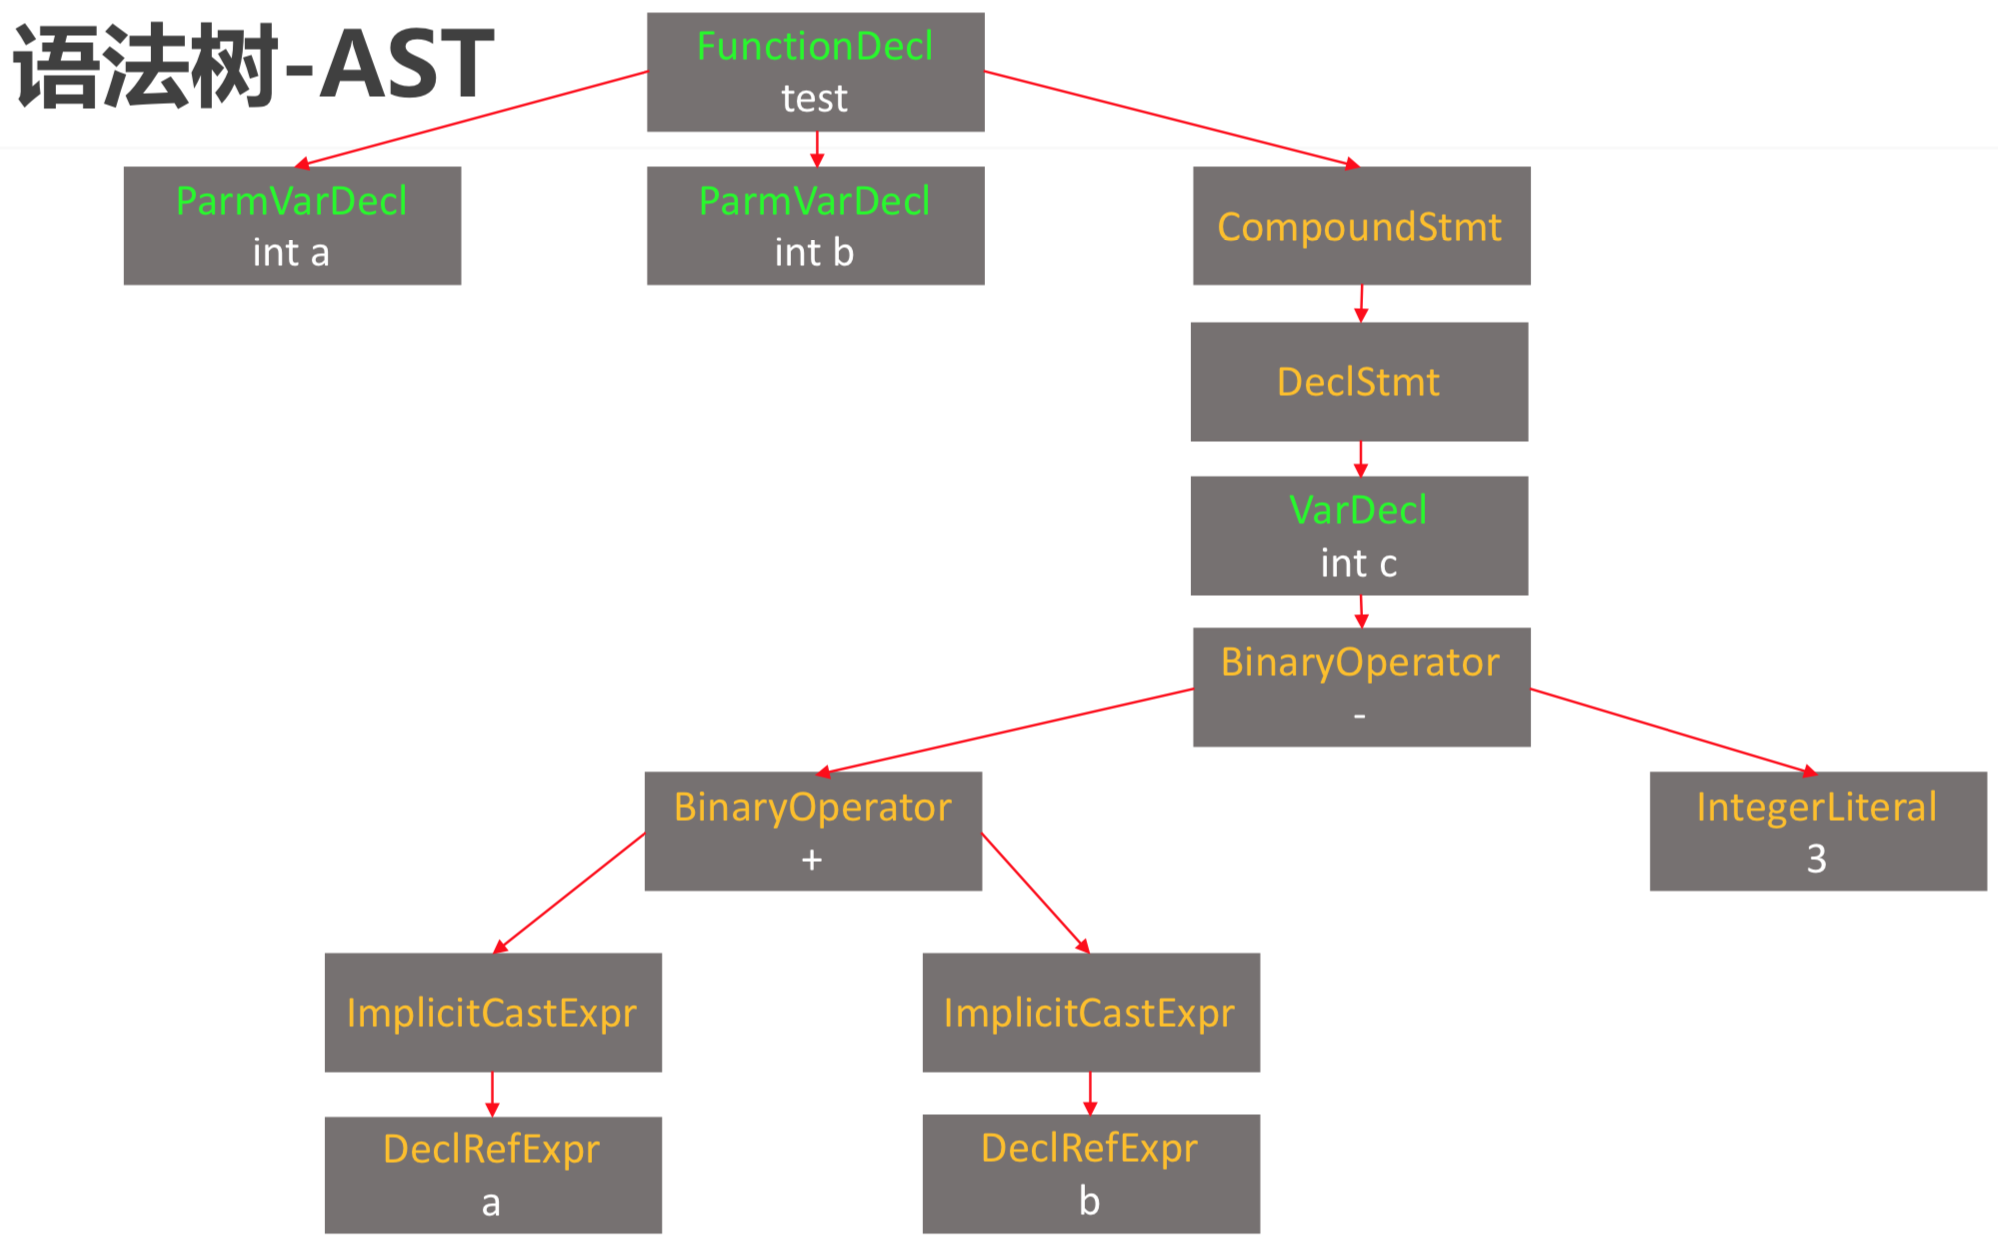 语法树-AST
FunctionDecl
test
ParmVarDecl
int a
ParmVarDecl
int b
CompoundStmt
DeclStmt
VarDecl
int c
BinaryOperator
-
BinaryOperator
+
IntegerLiteral
3
ImplicitCastExpr
ImplicitCastExpr
DeclRefExpr
a
DeclRefExpr
b